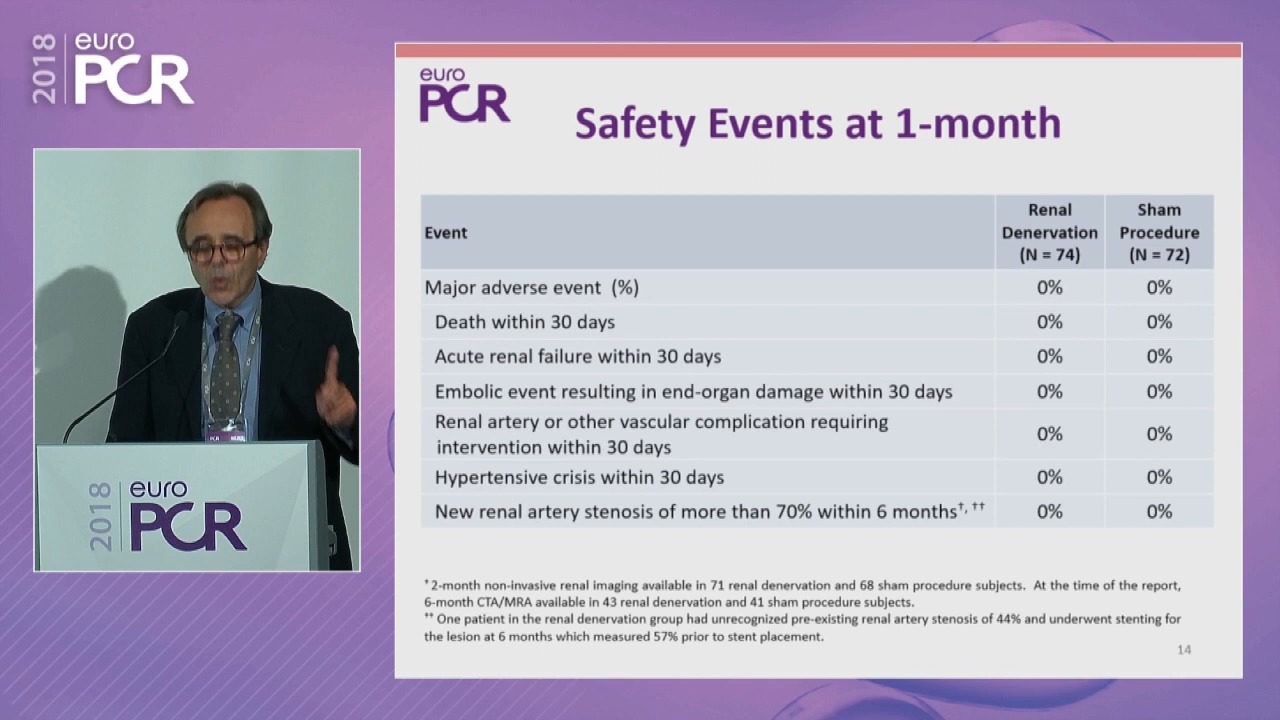 2018
euro
PCR
euro
PCR
Safety Events at 1-month
Event
Renal
Denervation
(N = 74)
Sham
Procedure
(N = 72)
Major adverse event (%) 0% 0%
Death within 30 days 0% 0%
Acute renal failure within 30 days 0% 0%
Embolic event resulting in end-organ damage within 30 days 0% 0%
Renal artery or other vascular complication requiring
intervention within 30 days 0% 0%
Hypertensive crisis within 30 days 0% 0%
New renal artery stenosis of more than 70% within 6 months†, †† 0% 0%
† 2-month non-invasive renal imaging available in 71 renal denervation and 68 sham procedure subjects. At the time of the report,
6-month CTA/MRA available in 43 renal denervation and 41 sham procedure subjects.
†† One patient in the renal denervation group had unrecognized pre-existing renal artery stenosis of 44% and underwent stenting for
the lesion at 6 months which measured 57% prior to stent placement.
14
2018
euro
PCR